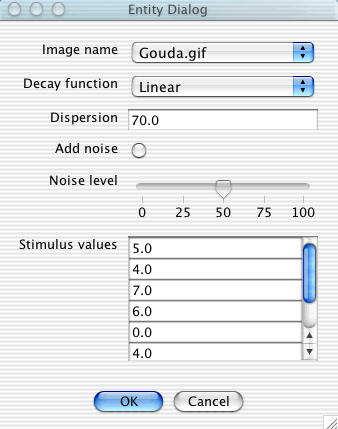 Entity Dialog
Image name Gouda.gif
Decay function Linear
Dispersion 70.0
Add noise
Noise level
0 25 50 75 100
Stimulus values 5.0
4.0
7.0
6.0
0.0
4.0
OK Cancel